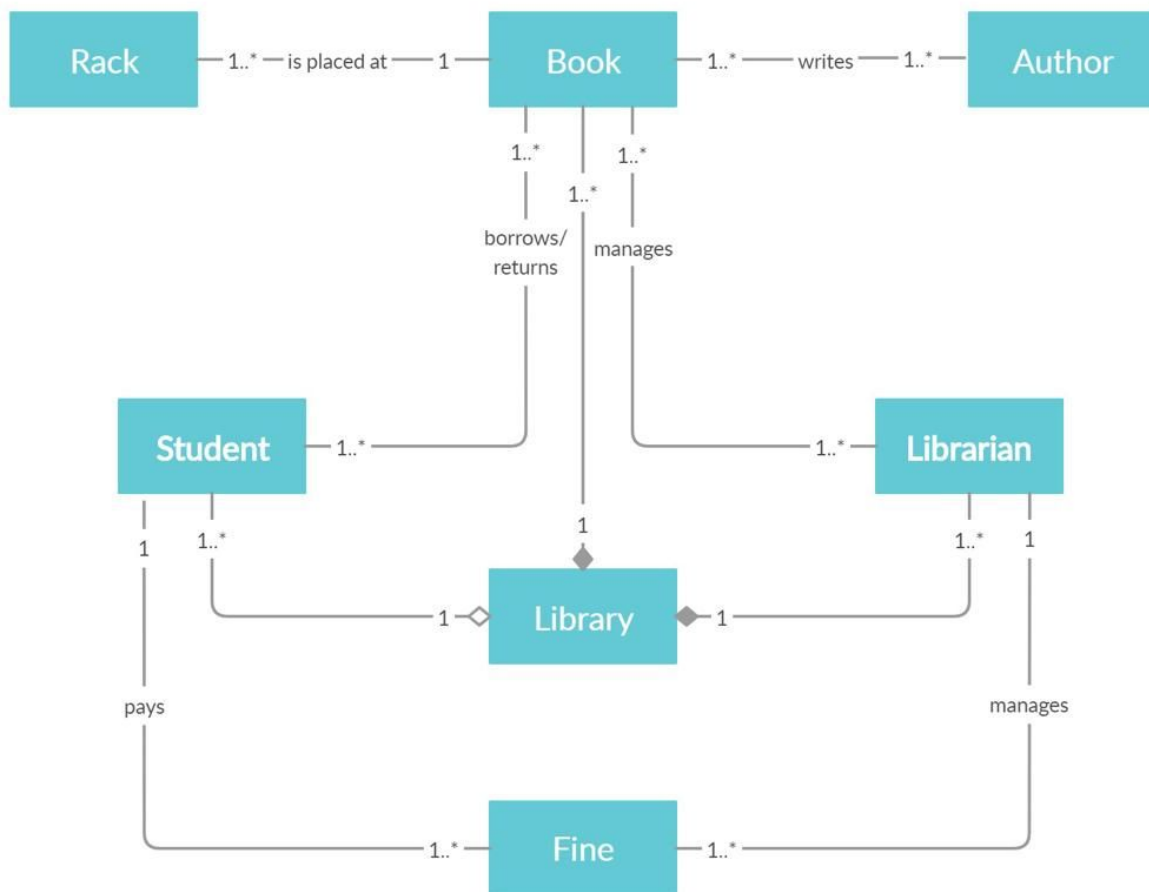 Rack
1..*
is placed at
1
Book
1..*
writes
1..*
Author
1..*
1..*
1..*
borrows/
returns
manages
Student
1..*
1..*
Librarian
1
1..*
1
1..*
1
1
Library
1
pays
manages
1..*
Fine
1..*